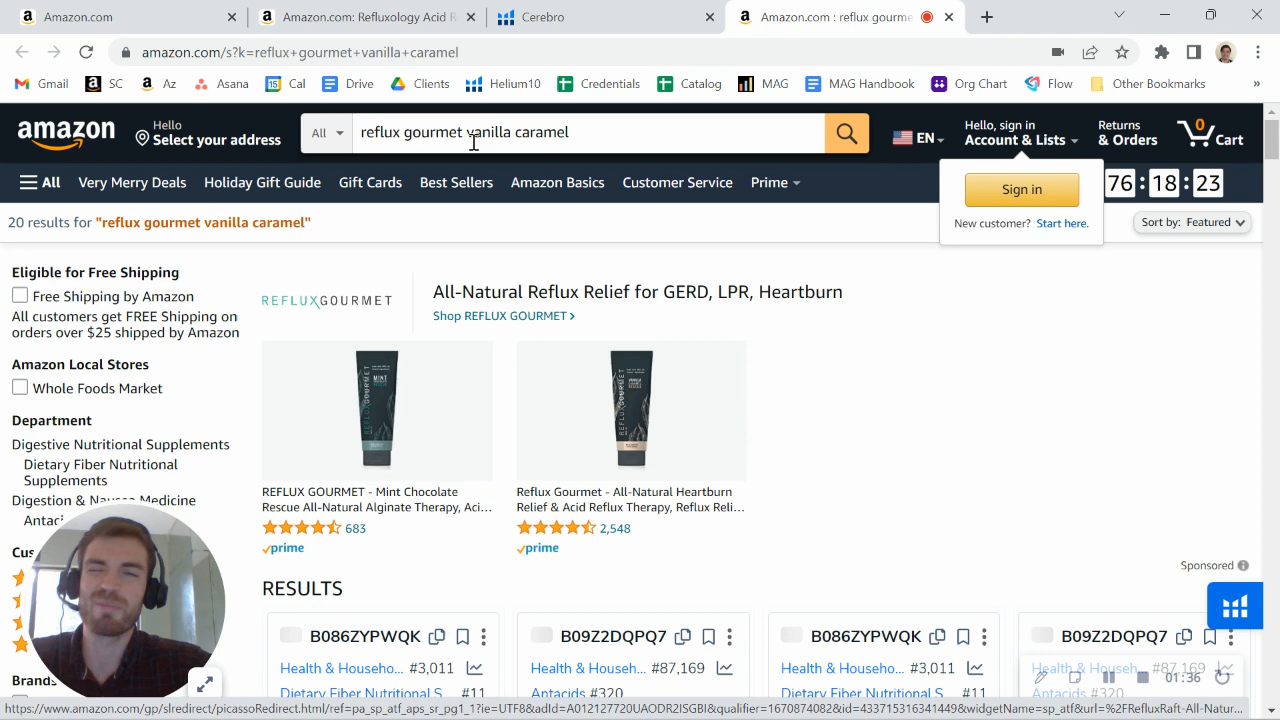 Amazon.com
Amazon.com: Refluxology Acid R
Cerebro
Amazon.com : reflux gourme
amazon.com/s?k=reflux+gourmet+vanilla+caramel
Gmail SC Az Asana Cal Drive Clients Helium10 Credentials Catalog MAG MAG Handbook Org Chart Flow Other Bookmarks »
amazon
Hello
Select your address
All
reflux gourmet vanilla caramel
EN
Hello, sign in
Account & Lists
Returns
& Orders
0
Cart
All Very Merry Deals Holiday Gift Guide Gift Cards Best Sellers Amazon Basics Customer Service Prime
76 : 18 : 23
Sign in
New customer? Start here.
20 results for "reflux gourmet vanilla caramel"
Sort by: Featured
Eligible for Free Shipping
Free Shipping by Amazon
All customers get FREE Shipping on
orders over $25 shipped by Amazon
Amazon Local Stores
Whole Foods Market
Department
Digestive Nutritional Supplements
Dietary Fiber Nutritional
Supplements
Digestion & Nausea Medicine
Antaci
Cus
Brands
REFLUXGOURMET
All-Natural Reflux Relief for GERD, LPR, Heartburn
Shop REFLUX GOURMET
REFLUXGOURMET
REFLUXGOURMET
REFLUX GOURMET - Mint Chocolate
Rescue All-Natural Alginate Therapy, Aci...
683
prime
Reflux Gourmet - All-Natural Heartburn
Relief & Acid Reflux Therapy, Reflux Reli...
2,548
prime
Sponsored
RESULTS
B086ZYPWQK
Health & Househo... #3,011
Dietary Fiber Nutritional S... #11
B09Z2DQPQ7
Health & Househ... #87,169
Antacids #320
B086ZYPWQK
Health & Househo... #3,011
Dietary Fiber Nutritional S... #11
B09Z2DQPQ7
Health & Househ... #87,169
Antacids #320
01:36
https://www.amazon.com/gp/slredirect/picassoRedirect.html/ref=pa_sp_atf_aps_sr_pg1_1?ie=UTF8&adId=A012127720UAODR2ISGBI&qualifier=1670874082&id=433715316341449&widgetName=sp_atf&url=%2FRefluxRaft-All-Natur...